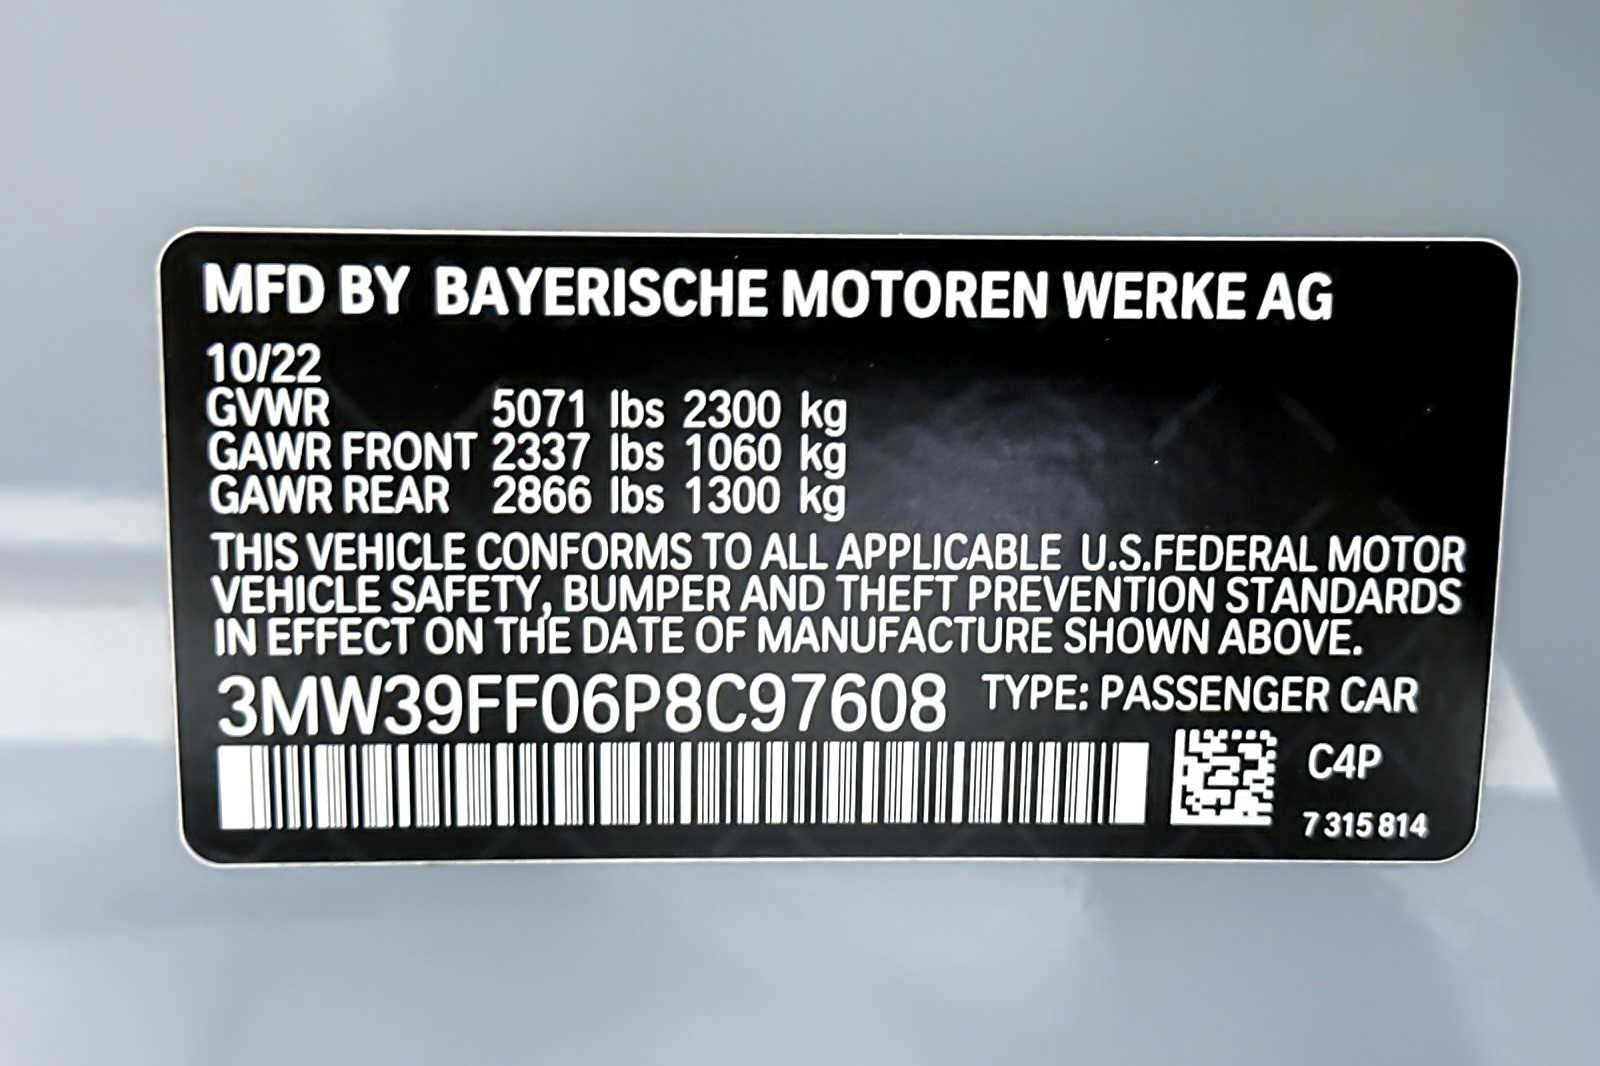 MFD BY BAYERISCHE MOTOREN WERKE AG
10/22
GVWR 5071 lbs 2300 kg
GAWR FRONT 2337 lbs 1060 kg
GAWR REAR 2866 lbs 1300 kg
THIS VEHICLE CONFORMS TO ALL APPLICABLE U.S.FEDERAL MOTOR
VEHICLE SAFETY, BUMPER AND THEFT PREVENTION STANDARDS
IN EFFECT ON THE DATE OF MANUFACTURE SHOWN ABOVE.
3MW39FF06P8C97608 TYPE: PASSENGER CAR
C4P
7 315 814